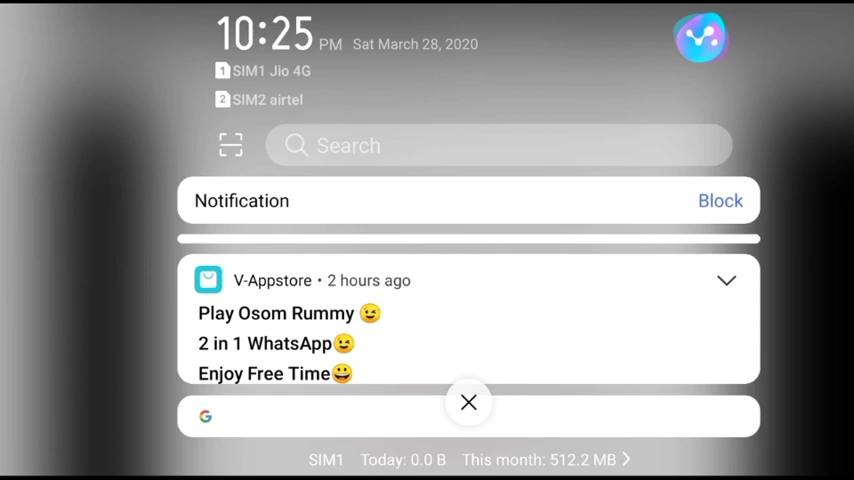 10:25 PM Sat March 28, 2020
1 SIM1 Jio 4G
2 SIM2 airtel
Search
Notification Block
V-Appstore • 2 hours ago
Play Osom Rummy 😉
2 in 1 WhatsApp😉
Enjoy Free Time😀
G
SIM1 Today: 0.0 B This month: 512.2 MB